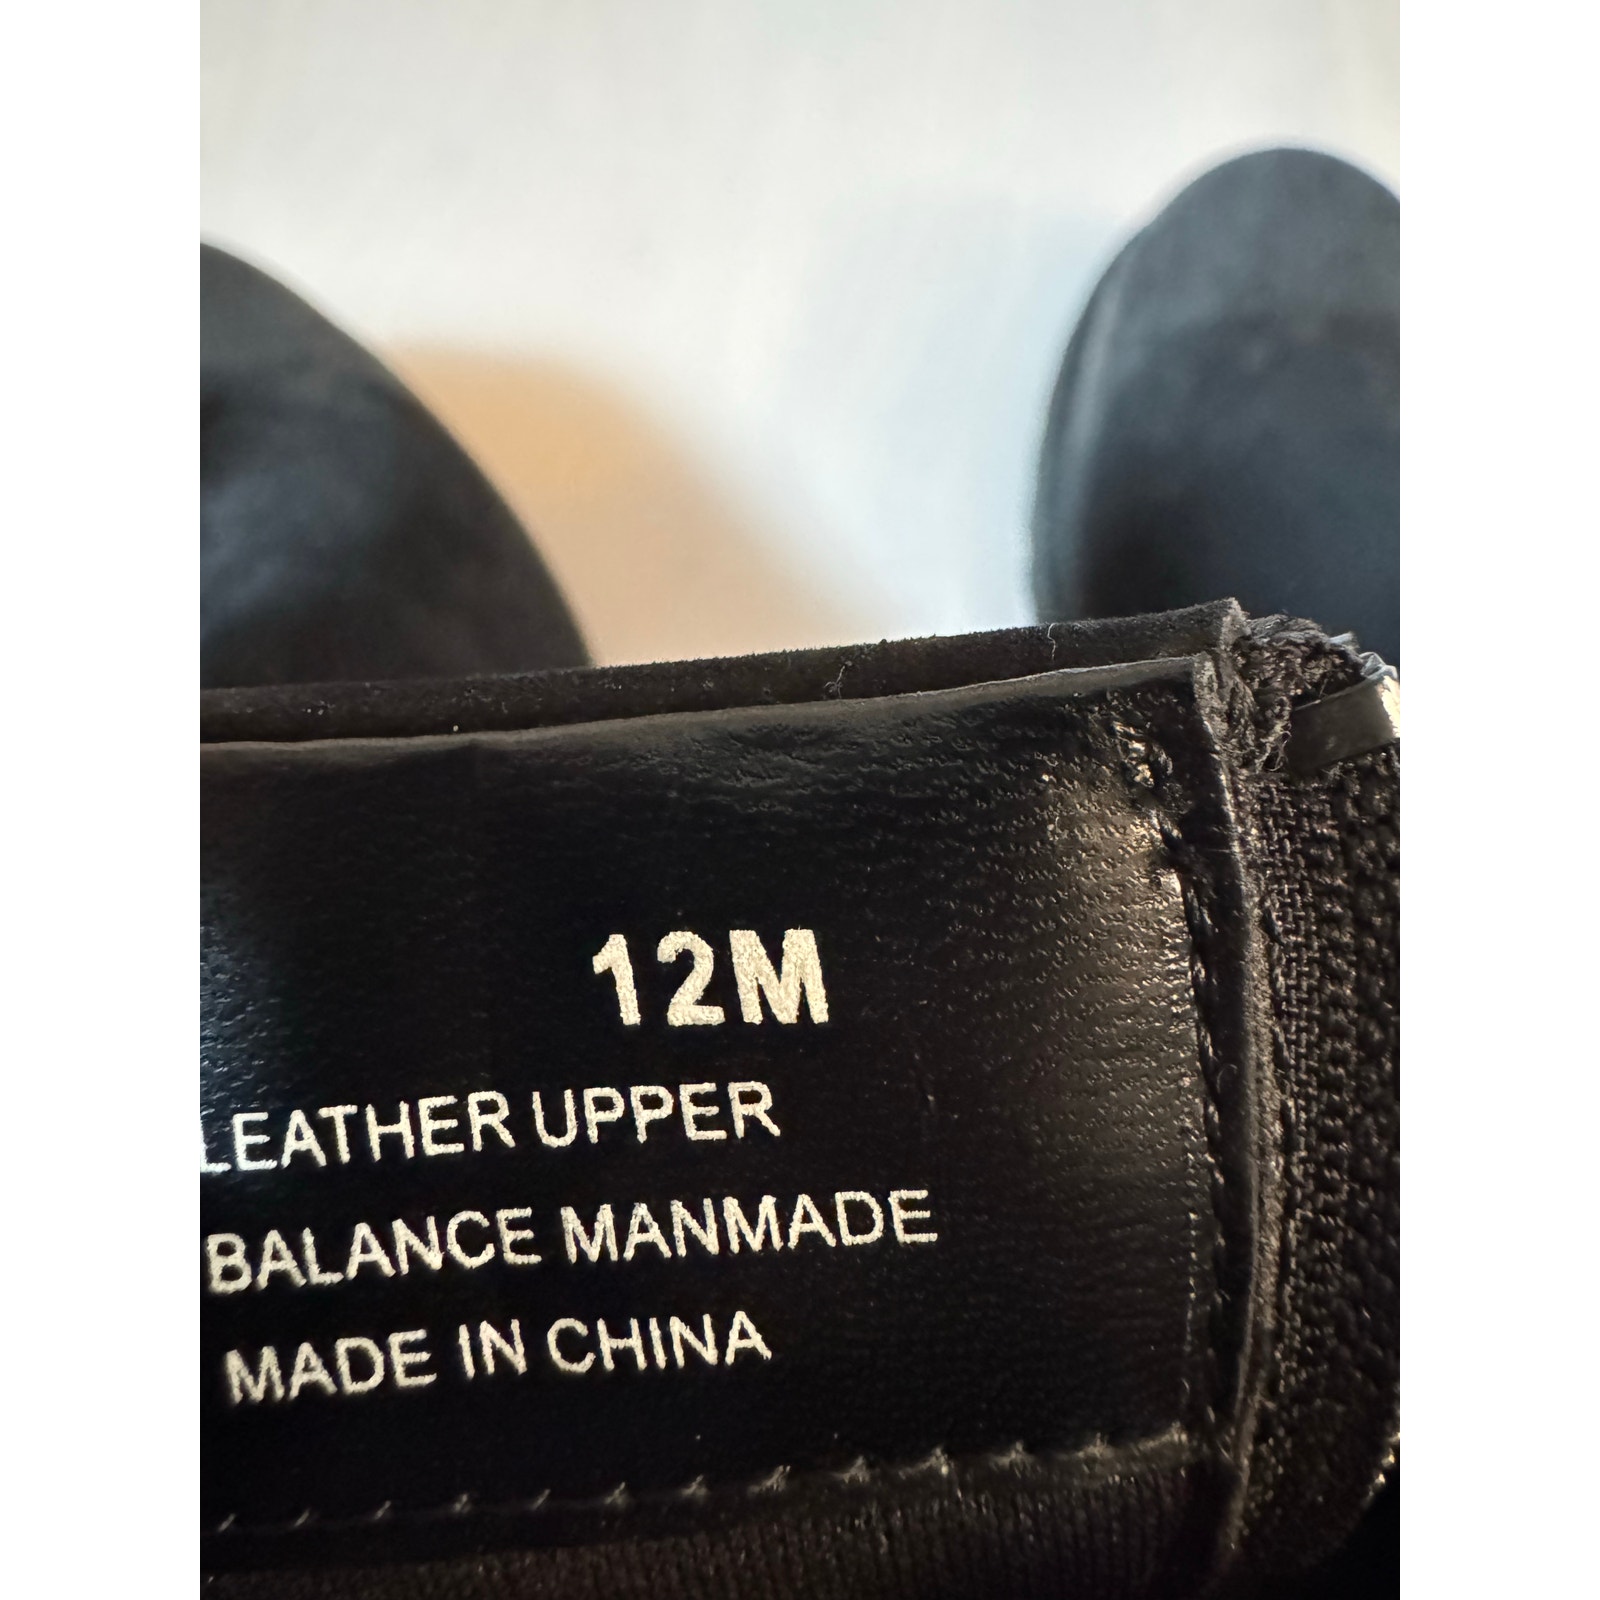 12M
LEATHER UPPER
BALANCE MANMADE
MADE IN CHINA